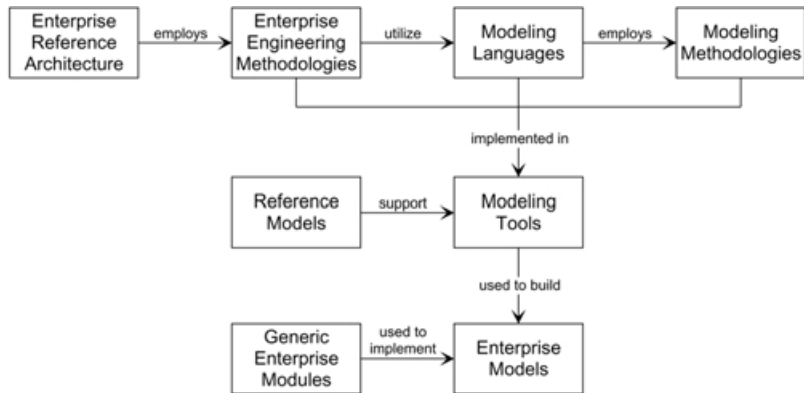 Enterprise
Reference
Architecture
employs
Enterprise
Engineering
Methodologies
utilize
Modeling
Languages
employs
Modeling
Methodologies
implemented in
Reference
Models
support
Modeling
Tools
used to build
Generic
Enterprise
Modules
used to
implement
Enterprise
Models